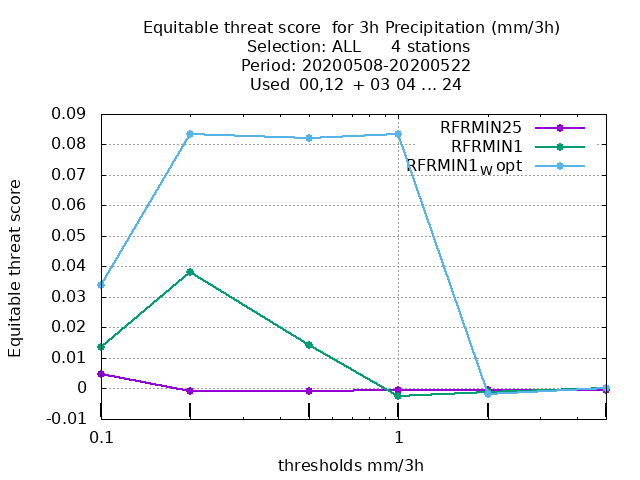 Equitable threat score  for 3h Precipitation (mm/3h)
Selection: ALL      4 stations
Period: 20200508-20200522
Used  00,12  + 03 04 ... 24
0.09
0.08
0.07
0.06
0.05
0.04
0.03
0.02
0.01
0
-0.01
Equitable threat score
RFRMIN25
RFRMIN1
RFRMIN1W opt
0.1
1
thresholds mm/3h